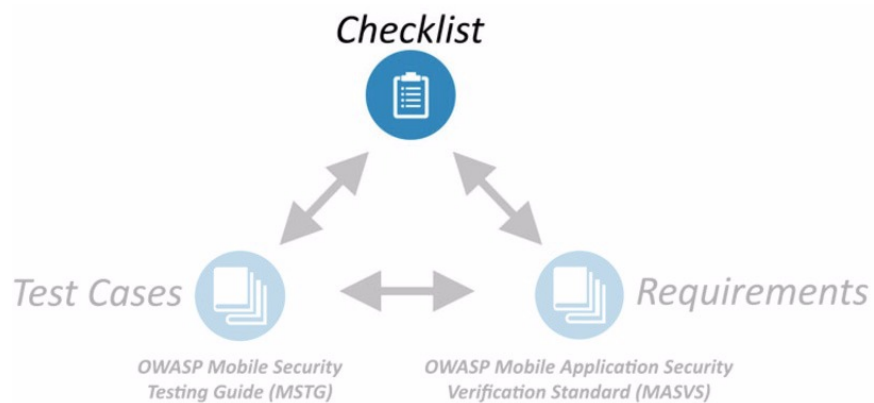 Checklist
Test Cases
Requirements
OWASP Mobile Security
Testing Guide (MSTG)
OWASP Mobile Application Security
Verification Standard (MASVS)